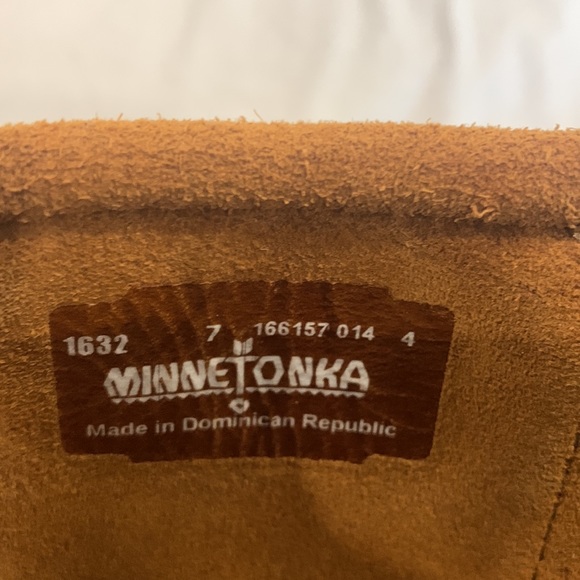 1632 7 166157 014 4
MINNETONKA
Made in Dominican Republic